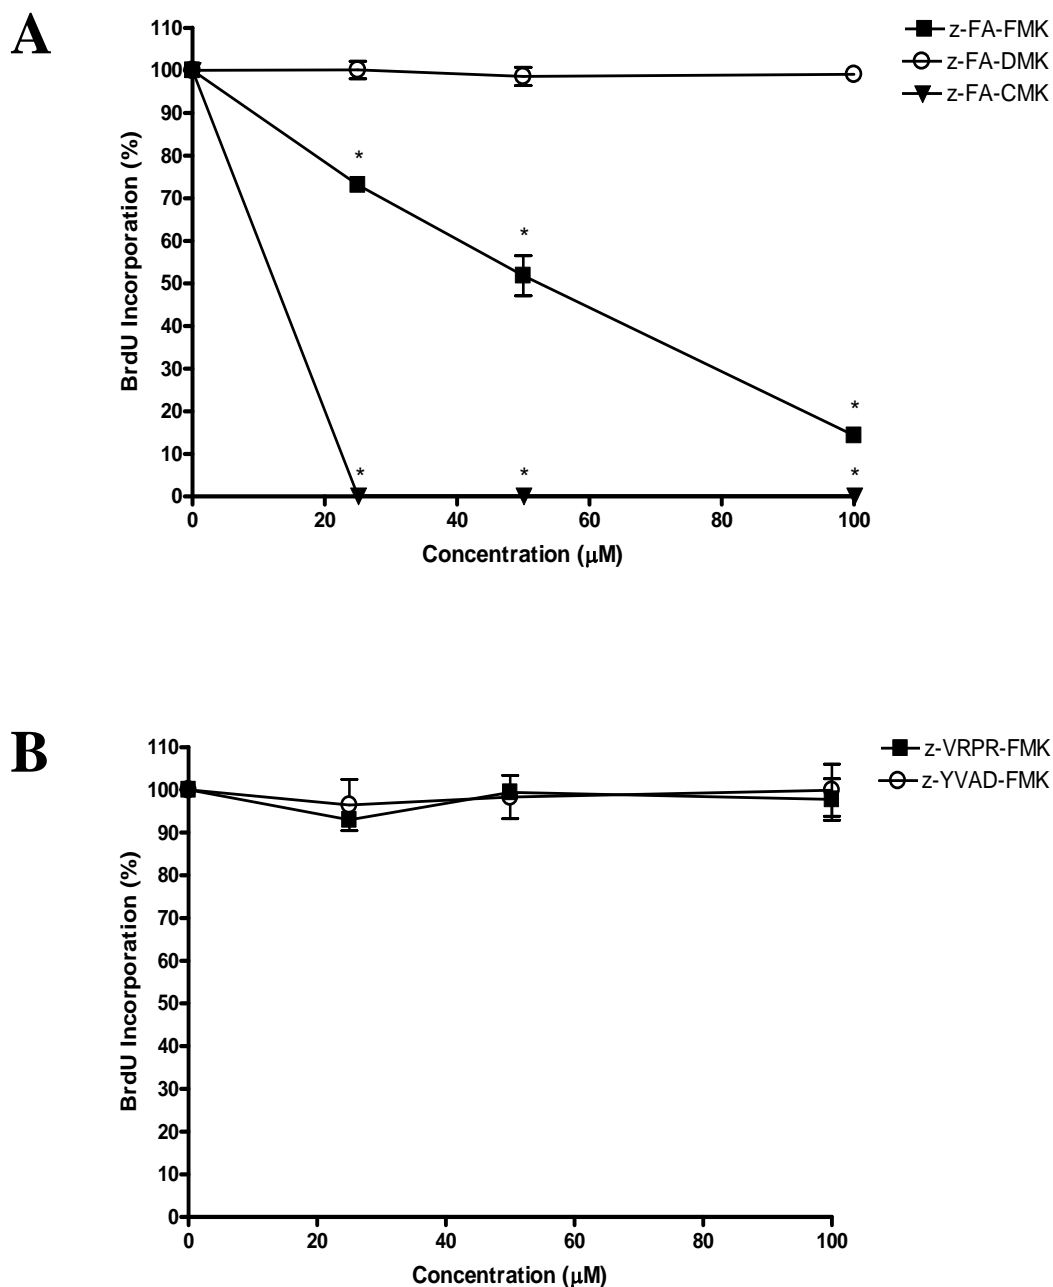 A
z-FA-FMK
z-FA-DMK
z-FA-CMK
BrdU Incorporation (%)
110
100
90
80
70
60
50
40
30
20
10
0
*
*
*
*
*
*
0 20 40 60 80 100
Concentration (μM)
B
z-VRPR-FMK
z-YVAD-FMK
BrdU Incorporation (%)
110
100
90
80
70
60
50
40
30
20
10
0
0 20 40 60 80 100
Concentration (μM)